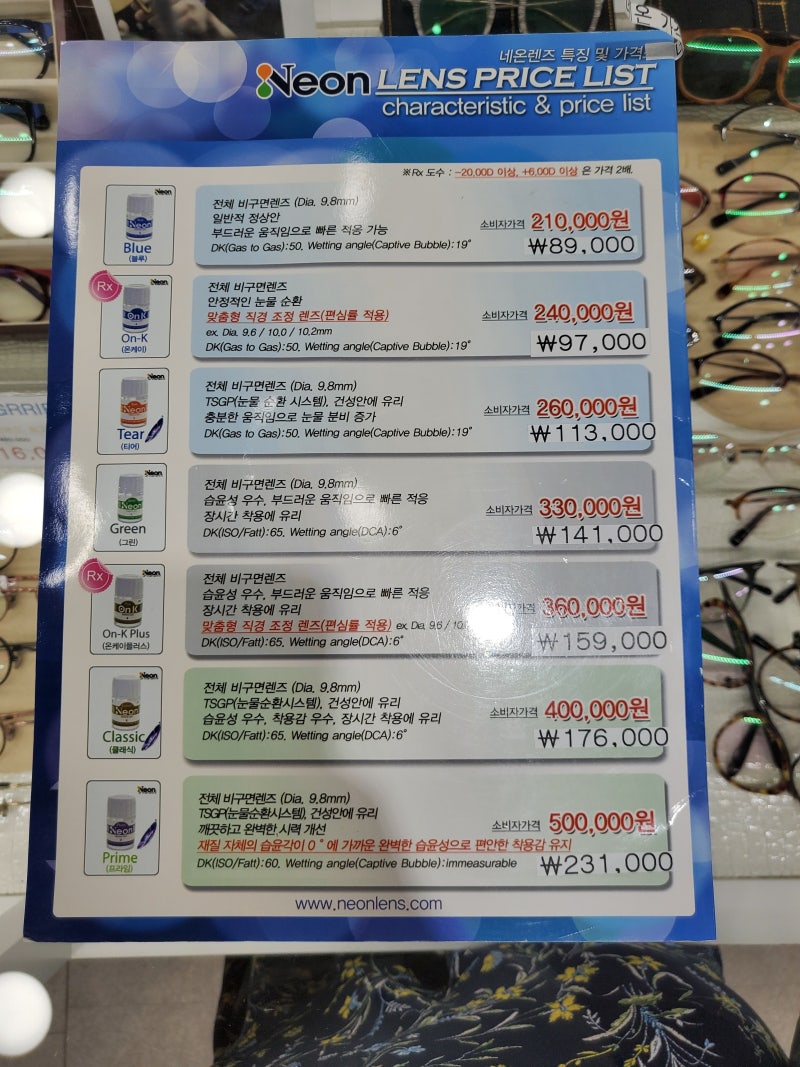 네온렌즈 특징 및 가격
Neon LENS PRICE LIST
characteristic & price list
※Rx 도수 : -20.00D 이상, +6.00D 이상 은 가격 2배.
Neon
Neon
Blue
(블루)
전체 비구면렌즈 (Dia. 9.8mm)
일반적 정상안
부드러운 움직임으로 빠른 적응 가능
DK(Gas to Gas):50, Wetting angle(Captive Bubble):19°
소비자가격 210,000원
₩89,000
Rx
Neon
On-K
On-K
(온케이)
전체 비구면렌즈
안정적인 눈물 순환
맞춤형 직경 조정 렌즈(편심률 적용)
ex. Dia. 9.6 / 10.0 / 10.2mm
DK(Gas to Gas):50, Wetting angle(Captive Bubble):19°
소비자가격 240,000원
₩97,000
Neon
Neon
Tear
(티어)
전체 비구면렌즈 (Dia. 9.8mm)
TSGP(눈물 순환 시스템), 건성안에 유리
충분한 움직임으로 눈물 분비 증가
DK(Gas to Gas):50, Wetting angle(Captive Bubble):19°
소비자가격 260,000원
₩113,000
Neon
Neon
Green
(그린)
전체 비구면렌즈 (Dia. 9.8mm)
습윤성 우수, 부드러운 움직임으로 빠른 적응
장시간 착용에 유리
DK(ISO/Fatt):65, Wetting angle(DCA):6°
소비자가격 330,000원
₩141,000
Rx
Neon
On-K
On-K Plus
(온케이플러스)
전체 비구면렌즈
습윤성 우수, 부드러운 움직임으로 빠른 적응
장시간 착용에 유리
맞춤형 직경 조정 렌즈(편심률 적용) ex. Dia. 9.6 /
DK(ISO/Fatt):65, Wetting angle(DCA):6°
소비자가격 360,000원
₩159,000
Neon
Neon
Classic
(클래식)
전체 비구면렌즈 (Dia. 9.8mm)
TSGP(눈물순환시스템), 건성안에 유리
습윤성 우수, 착용감 우수, 장시간 착용에 유리
DK(ISO/Fatt):65, Wetting angle(DCA):6°
소비자가격 400,000원
₩176,000
Neon
Neon
Prime
(프라임)
전체 비구면렌즈 (Dia. 9.8mm)
TSGP(눈물순환시스템), 건성안에 유리
깨끗하고 완벽한 시력 개선
재질 자체의 습윤각이 0°에 가까운 완벽한 습윤성으로 편안한 착용감 유지
DK(ISO/Fatt):60, Wetting angle(Captive Bubble):immeasurable
소비자가격 500,000원
₩231,000
www.neonlens.com